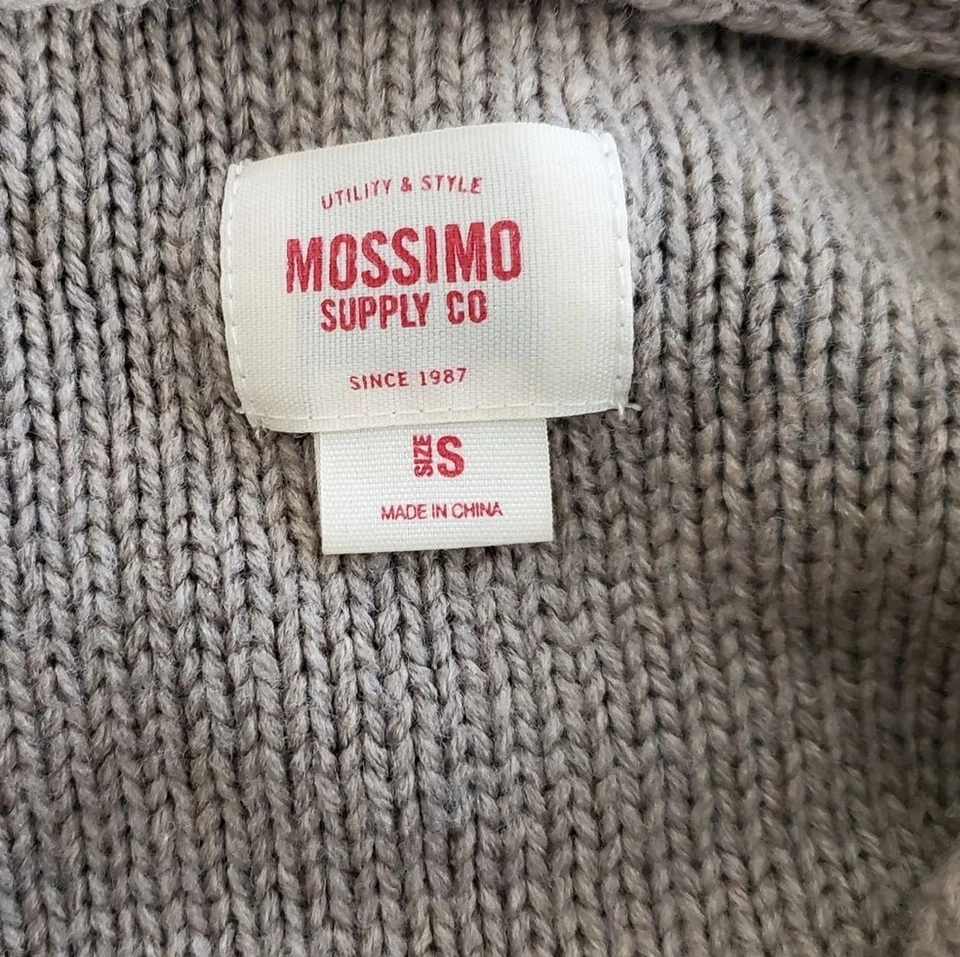 UTILITY & STYLE
MOSSIMO
SUPPLY CO
SINCE 1987
SIZE S
MADE IN CHINA